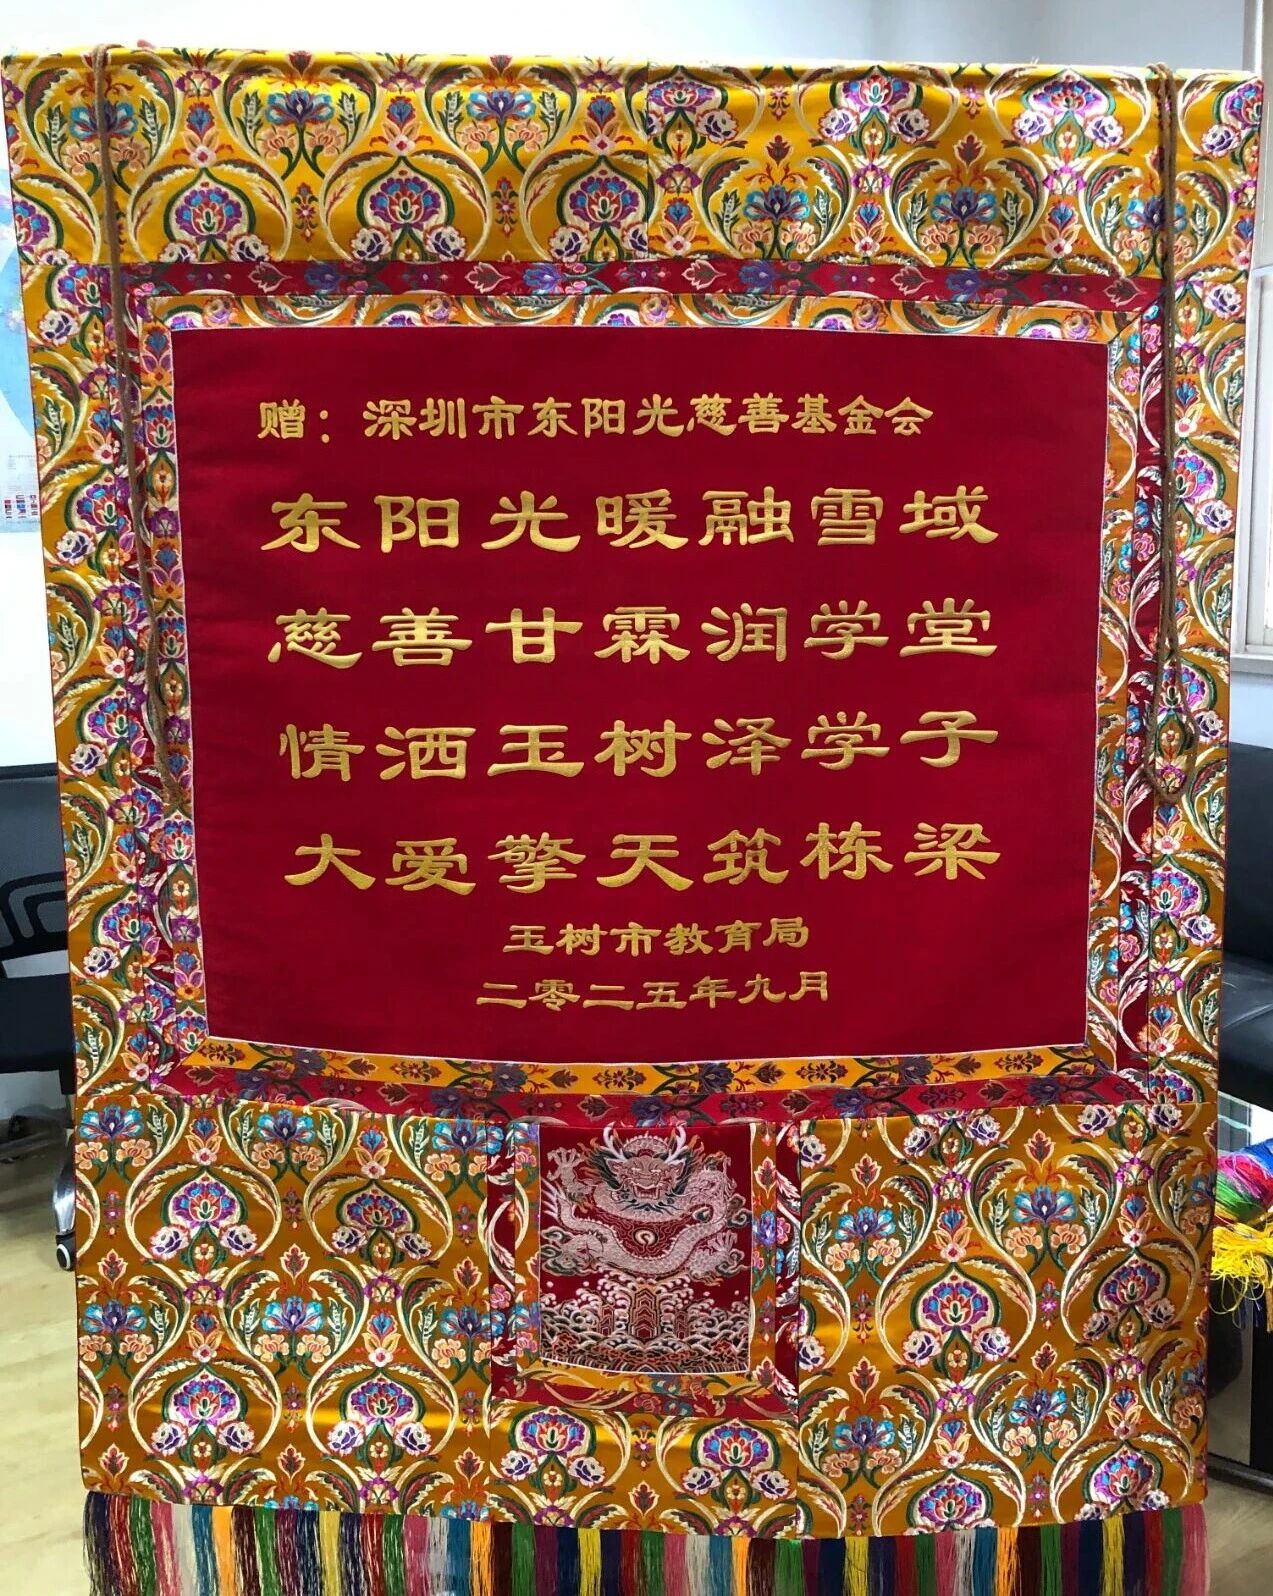 赠：深圳市东阳光慈善基金会
东阳光暖融雪域
慈善甘霖润学堂
情洒玉树泽学子
大爱擎天筑栋梁
玉树市教育局
二零二五年九月